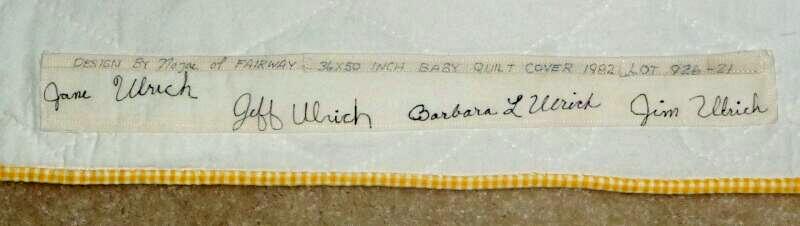 DESIGN BY Nojae of FAIRWAY 36X50 INCH BABY QUILT COVER 1982 LOT 926-21
Jane Ulrich Jeff Ulrich Barbara L Ulrich Jim Ulrich